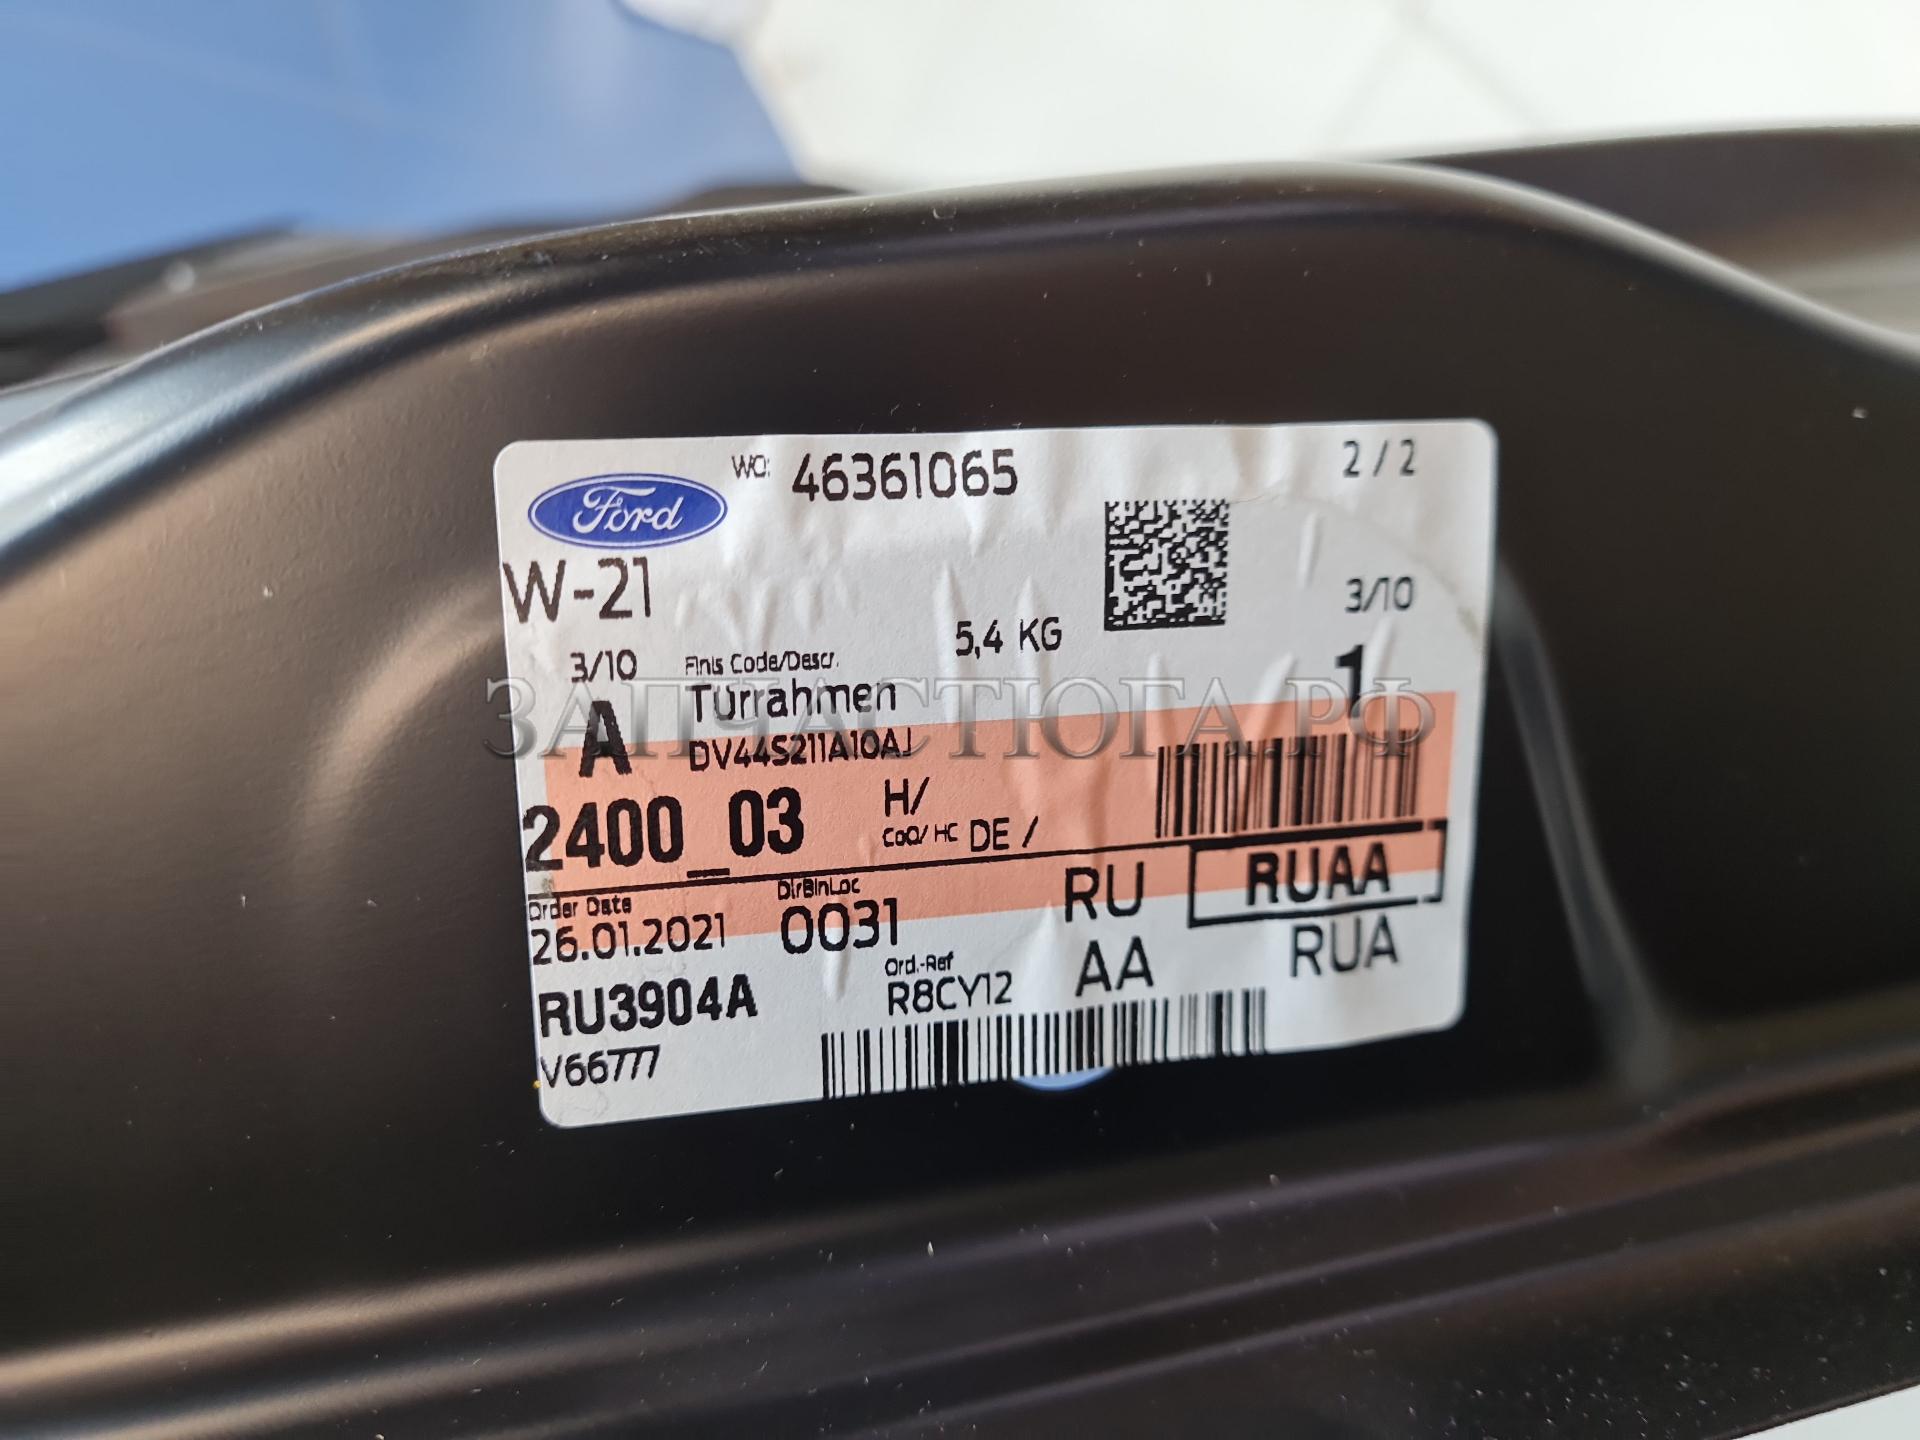 Ford
WO: 46361065
2 / 2
W-21
5,4 KG
3/10
3/10
Finis Code/Descr.
1
Türrahmen
A
DV44S211A10AJ
ЗАПЧАСТЮГА.РФ
2400_03
H/
CoO/ HC DE /
RUAA
Order Date
DirBinLoc
RU
26.01.2021
0031
RUA
Ord.-Ref
AA
RU3904A
R8CY12
V66777